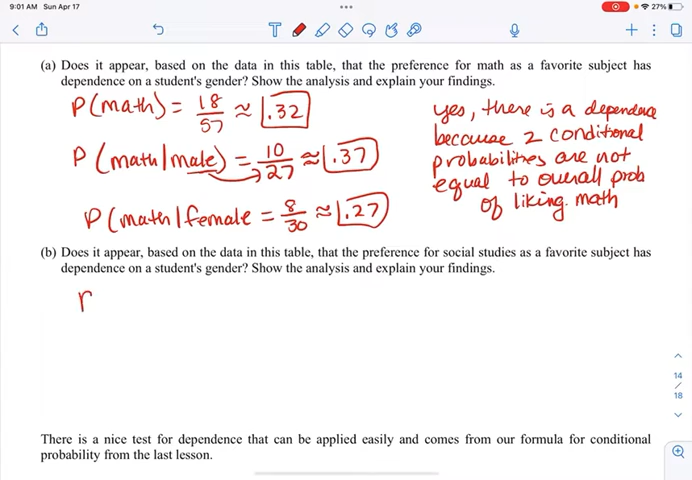 9:01 AM Sun Apr 17
27%
(a) Does it appear, based on the data in this table, that the preference for math as a favorite subject has
dependence on a student's gender? Show the analysis and explain your findings.
P(math) = 18/57 ≈ .32
P(math|male) = 10/27 ≈ .37
P(math|female = 8/30 ≈ .27
yes, there is a dependence
because 2 conditional
probabilities are not
equal to overall prob
of liking math
(b) Does it appear, based on the data in this table, that the preference for social studies as a favorite subject has
dependence on a student's gender? Show the analysis and explain your findings.
r
14
/
18
There is a nice test for dependence that can be applied easily and comes from our formula for conditional
probability from the last lesson.